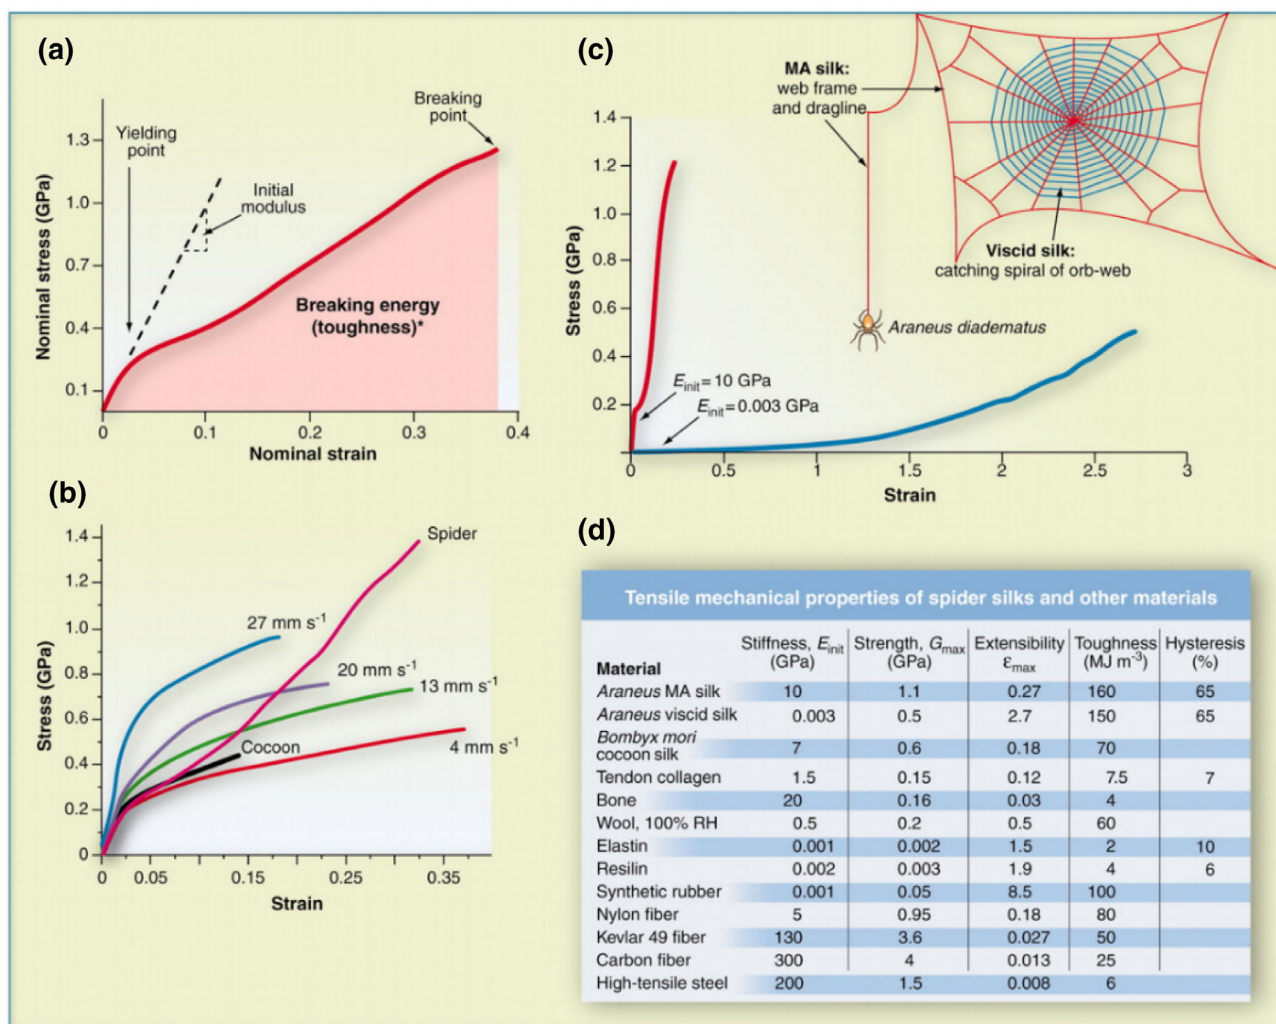 (a)
Nominal stress (GPa)
1.3
1.0
0.7
0.4
0.1
0
0.1
0.2
0.3
0.4
Nominal strain
Yielding
point
Initial
modulus
Breaking
point
Breaking energy
(toughness)*
(b)
Stress (GPa)
1.4
1.2
1.0
0.8
0.6
0.4
0.2
0
0
0.05
0.15
0.25
0.35
Strain
Spider
27 mm s-1
20 mm s-1
13 mm s-1
Cocoon
4 mm s-1
(c)
Stress (GPa)
1.4
1.2
1.0
0.8
0.6
0.4
0.2
0
0.5
1
1.5
2
2.5
3
Strain
Einit = 10 GPa
Einit = 0.003 GPa
MA silk:
web frame
and dragline
Viscid silk:
catching spiral of orb-web
Araneus diadematus
(d)
Tensile mechanical properties of spider silks and other materials
Material Stiffness, Einit (GPa) Strength, Gmax (GPa) Extensibility εmax Toughness (MJ m-3) Hysteresis (%)
Araneus MA silk 10 1.1 0.27 160 65
Araneus viscid silk 0.003 0.5 2.7 150 65
Bombyx mori
cocoon silk 7 0.6 0.18 70
Tendon collagen 1.5 0.15 0.12 7.5 7
Bone 20 0.16 0.03 4
Wool, 100% RH 0.5 0.2 0.5 60
Elastin 0.001 0.002 1.5 2 10
Resilin 0.002 0.003 1.9 4 6
Synthetic rubber 0.001 0.05 8.5 100
Nylon fiber 5 0.95 0.18 80
Kevlar 49 fiber 130 3.6 0.027 50
Carbon fiber 300 4 0.013 25
High-tensile steel 200 1.5 0.008 6